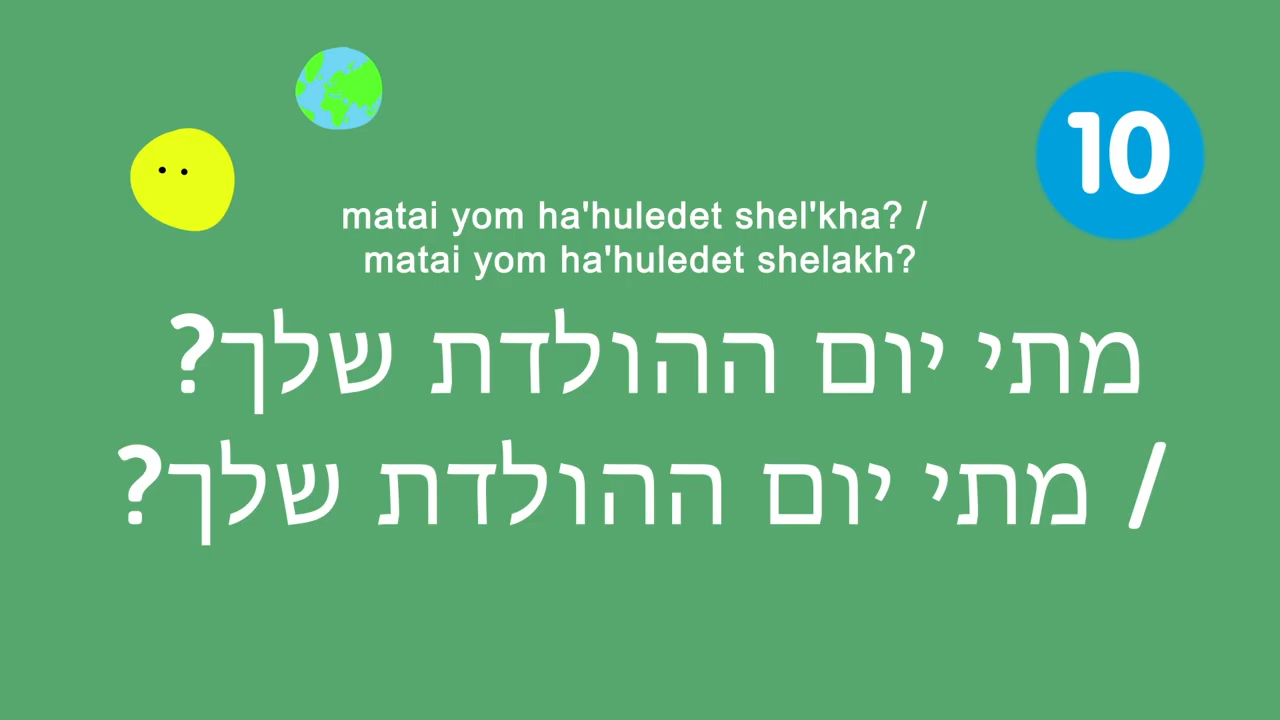 10
matai yom ha'huledet shel'kha? /
matai yom ha'huledet shelakh?
מתי יום ההולדת שלך?
/ מתי יום ההולדת שלך?